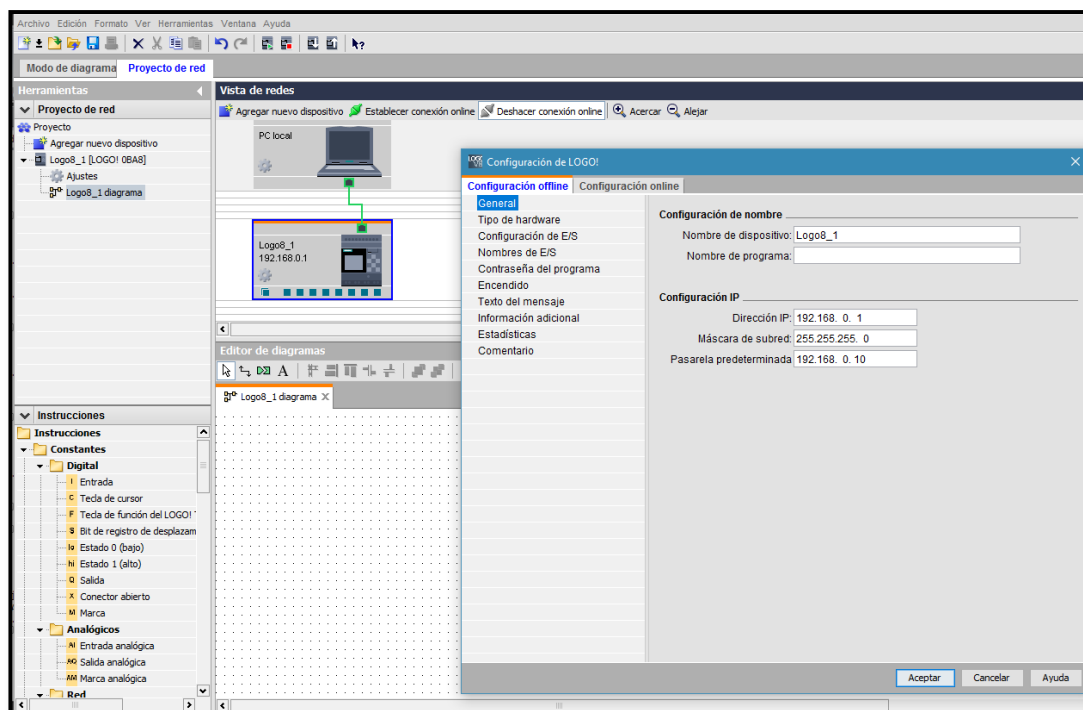 Archivo Edición Formato Ver Herramientas Ventana Ayuda
Modo de diagrama Proyecto de red
Herramientas
Proyecto de red
Proyecto
Agregar nuevo dispositivo
Logo8_1 [LOGO! 0BA8]
Ajustes
Logo8_1 diagrama
Instrucciones
Instrucciones
Constantes
Digital
I Entrada
C Tecla de cursor
F Tecla de función del LOGO!
S Bit de registro de desplazam
lo Estado 0 (bajo)
hi Estado 1 (alto)
Q Salida
X Conector abierto
M Marca
Analógicos
AI Entrada analógica
AQ Salida analógica
AM Marca analógica
Red
Vista de redes
Agregar nuevo dispositivo Establecer conexión online Deshacer conexión online Acercar Alejar
PC local
Logo8_1
192.168.0.1
Editor de diagramas
A
Logo8_1 diagrama X
Configuración de LOGO!
Configuración offline Configuración online
General
Tipo de hardware
Configuración de E/S
Nombres de E/S
Contraseña del programa
Encendido
Texto del mensaje
Información adicional
Estadísticas
Comentario
Configuración de nombre
Nombre de dispositivo: Logo8_1
Nombre de programa:
Configuración IP
Dirección IP: 192.168. 0. 1
Máscara de subred: 255.255.255. 0
Pasarela predeterminada 192.168. 0. 10
Aceptar Cancelar Ayuda